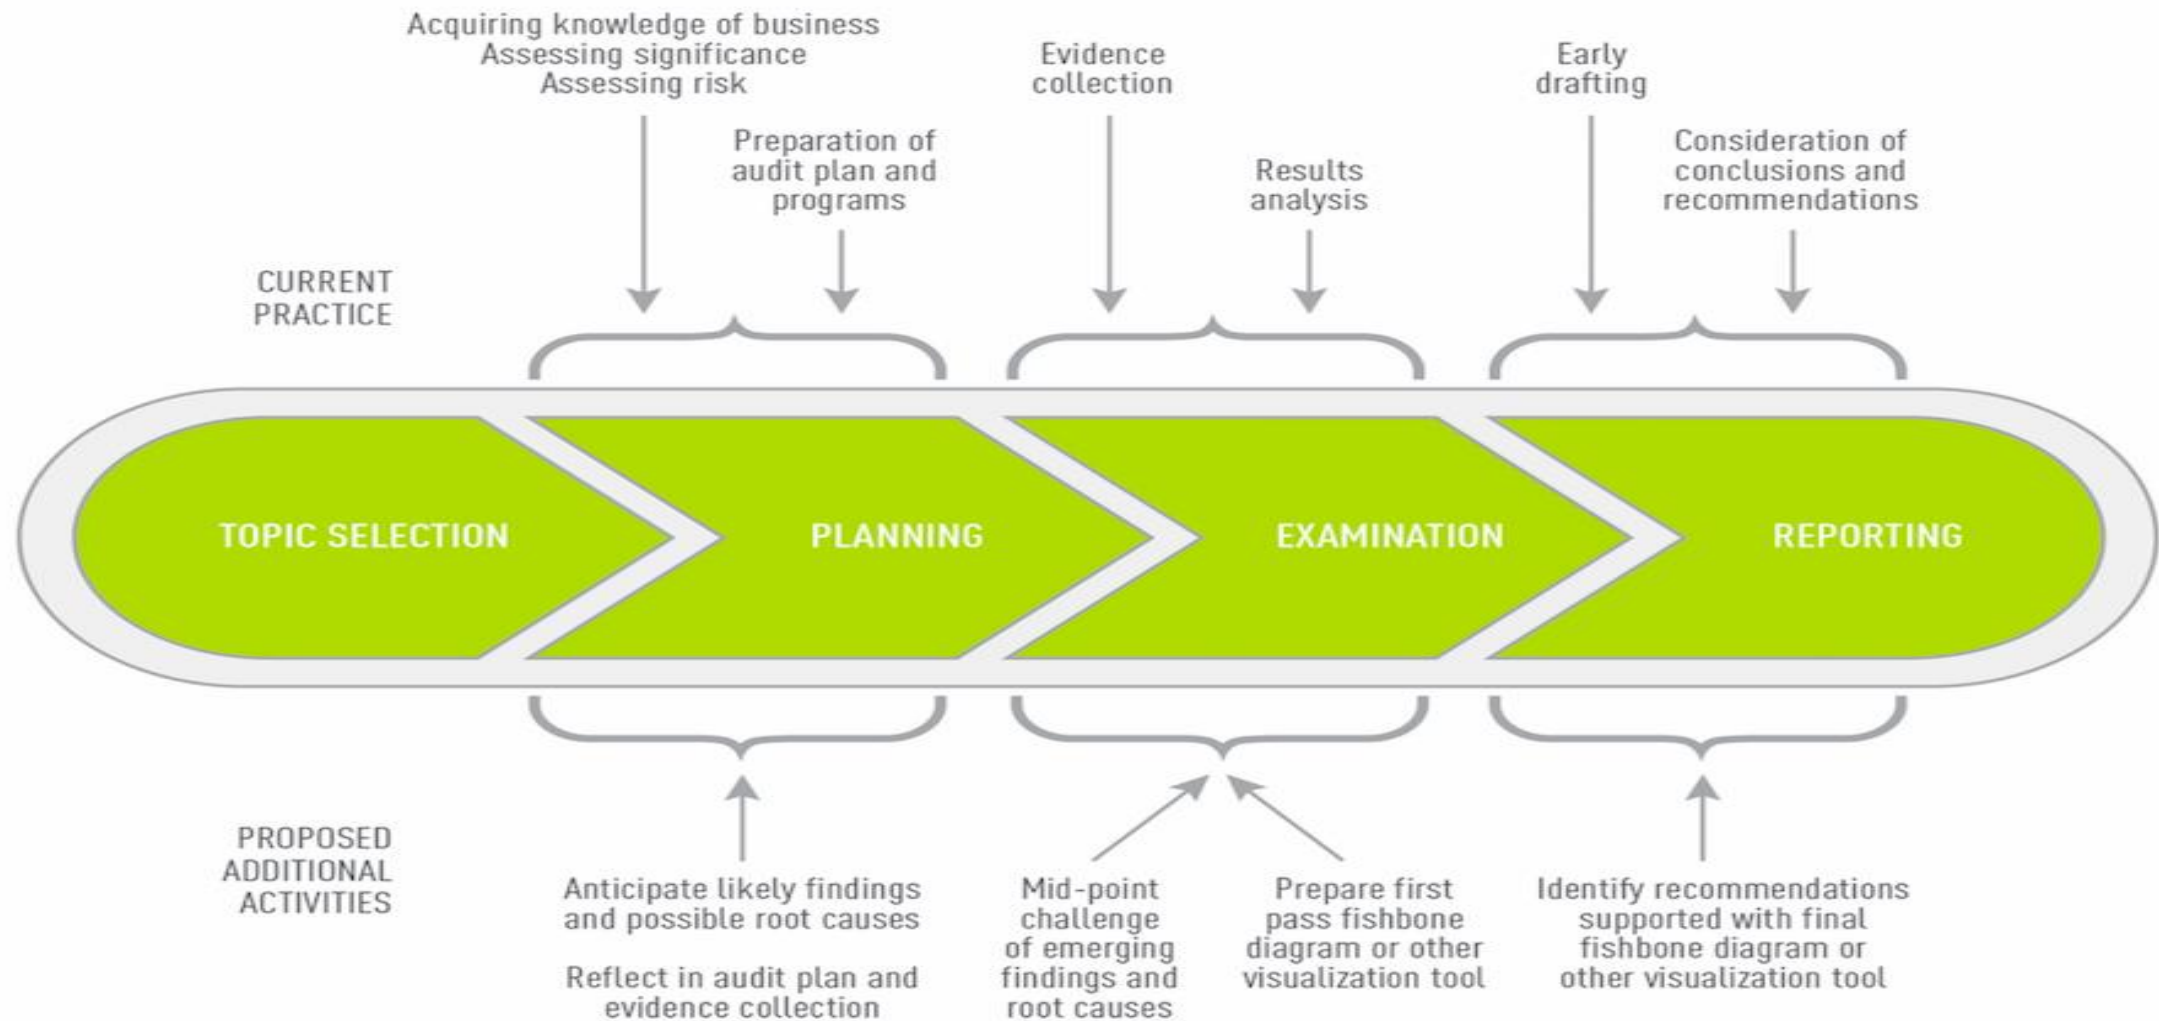 Acquiring knowledge of business
Assessing significance
Assessing risk
Preparation of
audit plan and
programs
Evidence
collection
Results
analysis
Early
drafting
Consideration of
conclusions and
recommendations
CURRENT
PRACTICE
TOPIC SELECTION
PLANNING
EXAMINATION
REPORTING
PROPOSED
ADDITIONAL
ACTIVITIES
Anticipate likely findings
and possible root causes
Reflect in audit plan and
evidence collection
Mid-point
challenge
of emerging
findings and
root causes
Prepare first
pass fishbone
diagram or other
visualization tool
Identify recommendations
supported with final
fishbone diagram or
other visualization tool